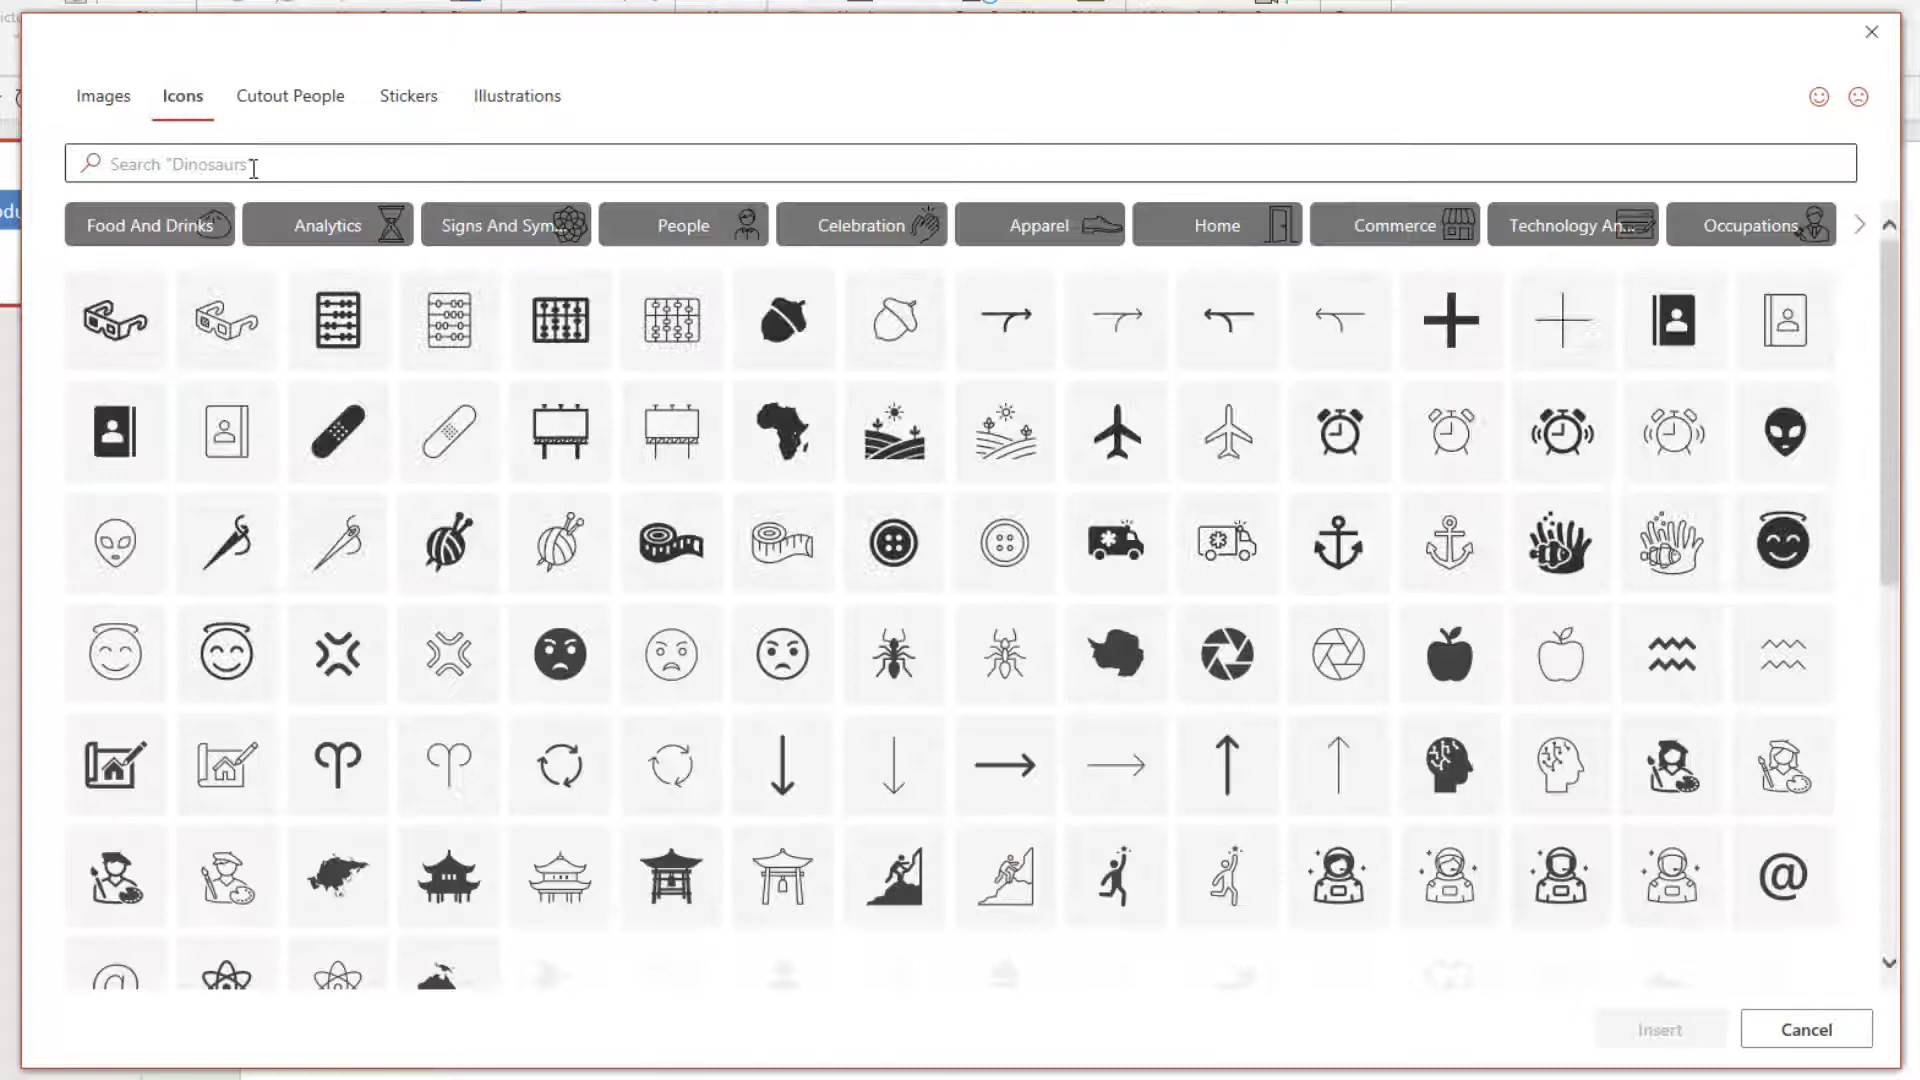 Images Icons Cutout People Stickers Illustrations
Search "Dinosaurs"
Food And Drinks Analytics Signs And Sym... People Celebration Apparel Home Commerce Technology An... Occupations
@
Insert Cancel